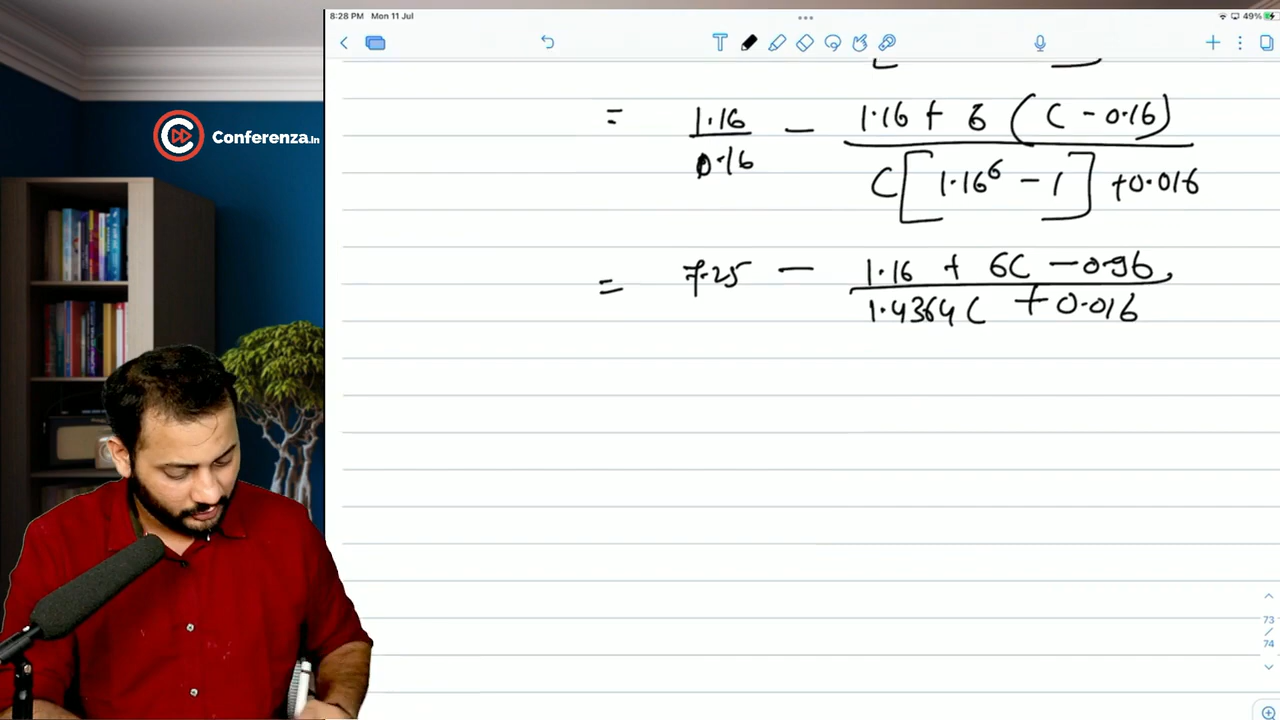 8:28 PM Mon 11 Jul
49%
T
Conferenza.In
= 1.16/0.16 - (1.16 + 6 (C - 0.16))/(C[1.16^6 - 1] + 0.016)
= 7.25 - (1.16 + 6C - 0.96)/(1.4364C + 0.016)
73
/
74